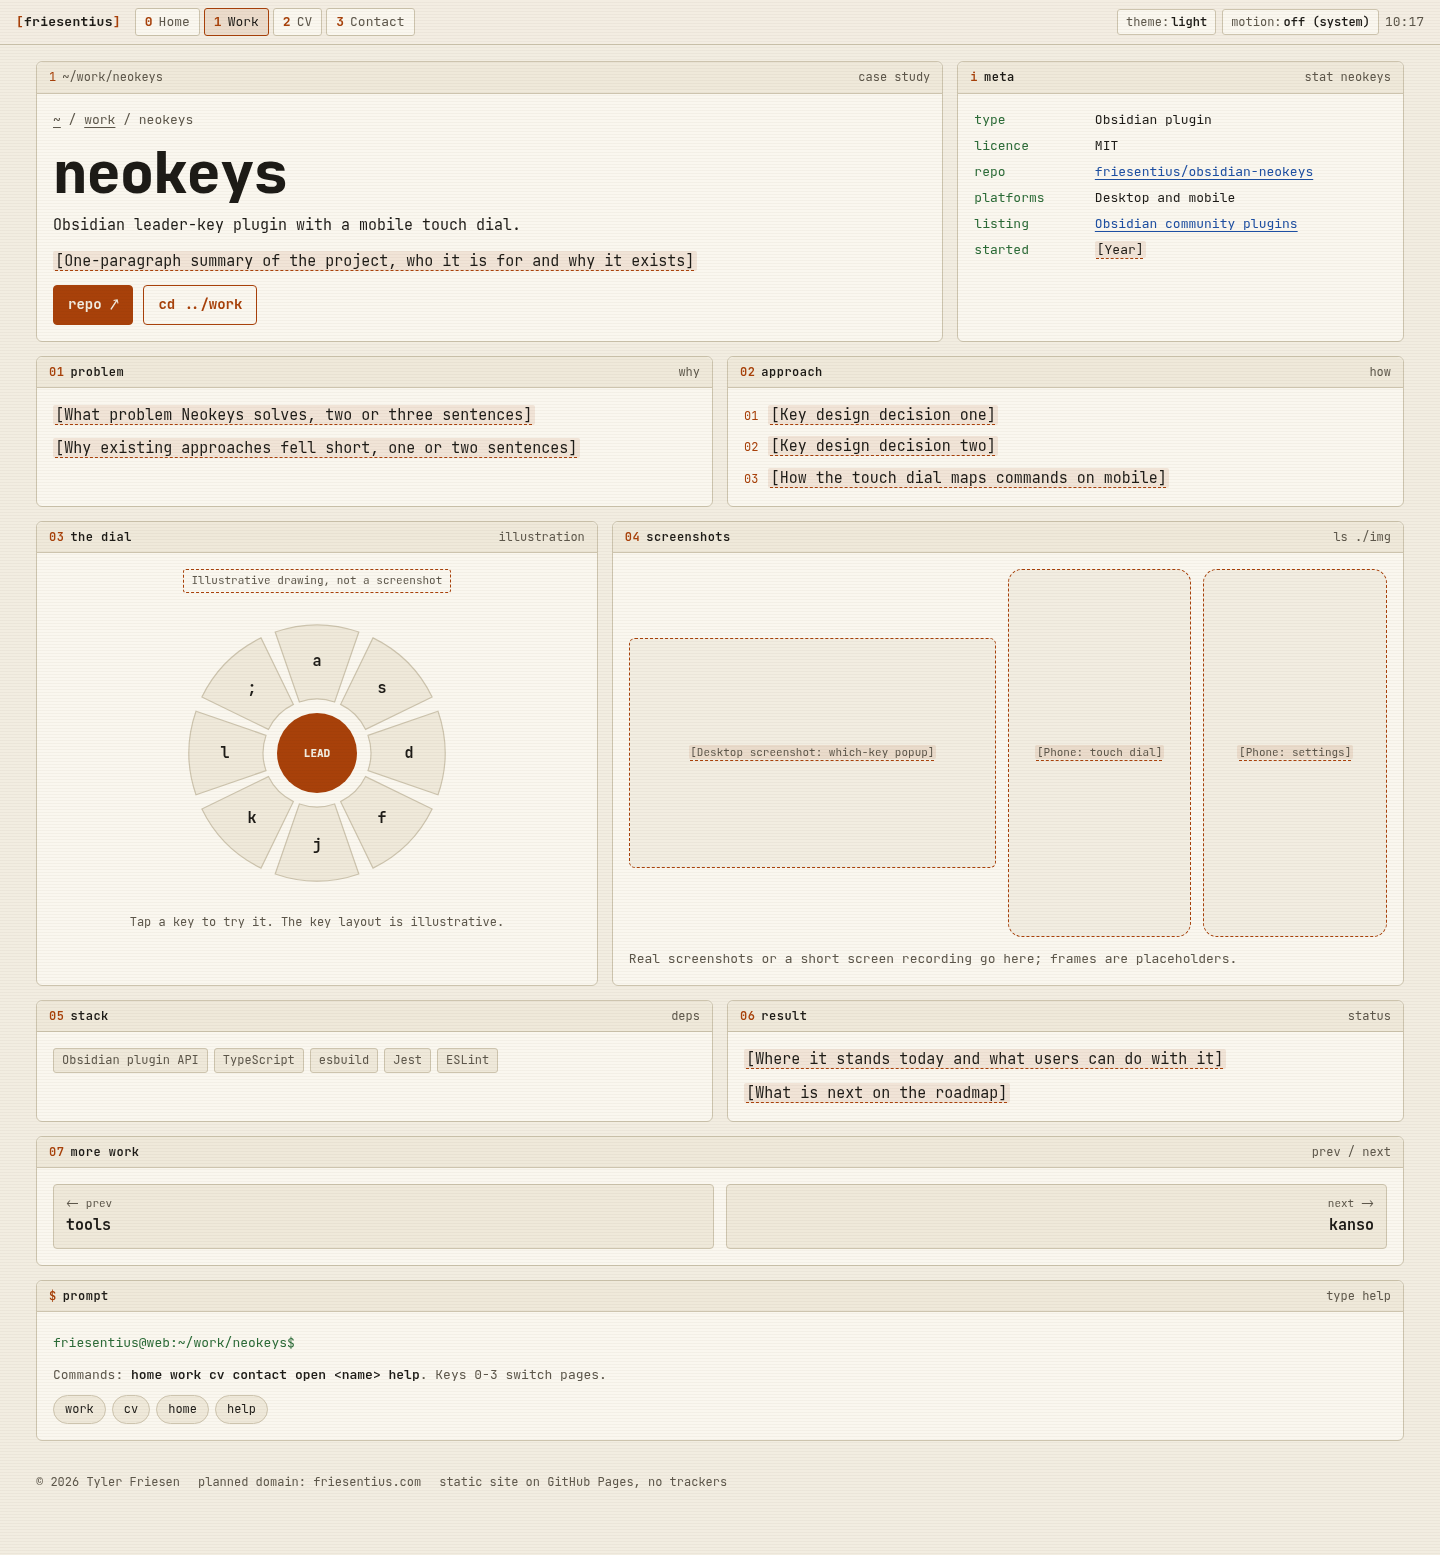 [friesentius] 0 Home 1 Work 2 CV 3 Contact theme: light motion: off (system) 10:17
1 ~/work/neokeys case study
~ / work / neokeys
neokeys
Obsidian leader-key plugin with a mobile touch dial.
[One-paragraph summary of the project, who it is for and why it exists]
repo ↗ cd ../work
i meta stat neokeys
type Obsidian plugin
licence MIT
repo friesentius/obsidian-neokeys
platforms Desktop and mobile
listing Obsidian community plugins
started [Year]
01 problem why
[What problem Neokeys solves, two or three sentences]
[Why existing approaches fell short, one or two sentences]
02 approach how
01 [Key design decision one]
02 [Key design decision two]
03 [How the touch dial maps commands on mobile]
03 the dial illustration
Illustrative drawing, not a screenshot
a
; s
l LEAD d
k f
j
Tap a key to try it. The key layout is illustrative.
04 screenshots ls ./img
[Desktop screenshot: which-key popup] [Phone: touch dial] [Phone: settings]
Real screenshots or a short screen recording go here; frames are placeholders.
05 stack deps
Obsidian plugin API TypeScript esbuild Jest ESLint
06 result status
[Where it stands today and what users can do with it]
[What is next on the roadmap]
07 more work prev / next
← prev
tools
next →
kanso
$ prompt type help
friesentius@web:~/work/neokeys$
Commands: home work cv contact open <name> help. Keys 0-3 switch pages.
work cv home help
© 2026 Tyler Friesen planned domain: friesentius.com static site on GitHub Pages, no trackers